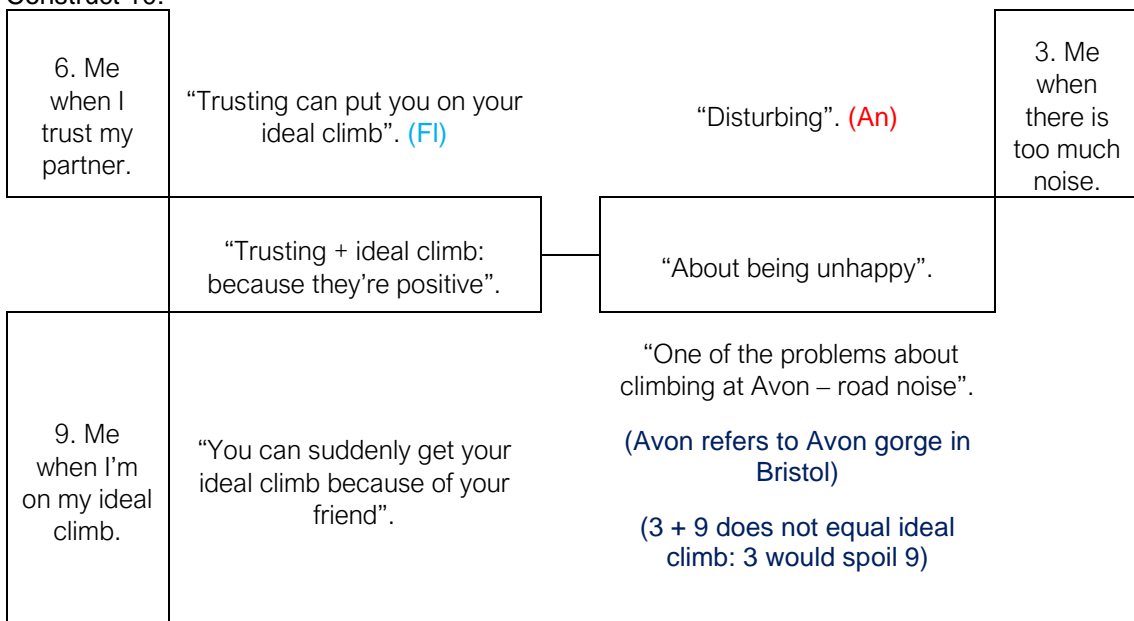 Construct 10:
6. Me
when I
trust my
partner.
“Trusting can put you on your
ideal climb”. (Fl)
“Disturbing”. (An)
3. Me
when
there is
too much
noise.
“Trusting + ideal climb:
because they’re positive”.
“About being unhappy”.
9. Me
when I’m
on my ideal
climb.
“You can suddenly get your
ideal climb because of your
friend”.
“One of the problems about
climbing at Avon – road noise”.
(Avon refers to Avon gorge in
Bristol)
(3 + 9 does not equal ideal
climb: 3 would spoil 9)